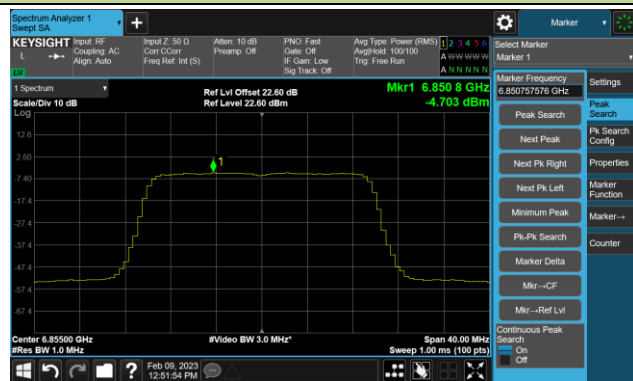 Spectrum Analyzer 1
Swept SA
Marker
KEYSIGHT
L
Input: RF
Coupling: AC
Align: Auto
Input Z: 50 Ω
Corr CCorr
Freq Ref: Int (S)
Atten: 10 dB
Preamp: Off
PNO: Fast
Gate: Off
IF Gain: Low
Sig Track: Off
Avg Type: Power (RMS)
Avg|Hold: 100/100
Trig: Free Run
1 2 3 4 5 6
A W W W W W
A N N N N N
LXI
Select Marker
Marker 1
1 Spectrum
Scale/Div 10 dB
Log
Ref Lvl Offset 22.60 dB
Ref Level 22.60 dBm
Mkr1 6.850 8 GHz
-4.703 dBm
12.6
2.60
-7.40
-17.4
-27.4
-37.4
-47.4
-57.4
-67.4
1
Center 6.85500 GHz
#Res BW 1.0 MHz
#Video BW 3.0 MHz*
Span 40.00 MHz
Sweep 1.00 ms (100 pts)
Marker Frequency
6.850757576 GHz
Peak Search
Next Peak
Next Pk Right
Next Pk Left
Minimum Peak
Pk-Pk Search
Marker Delta
Mkr→CF
Mkr→Ref Lvl
Continuous Peak
Search
On
Off
Settings
Peak
Search
Pk Search
Config
Properties
Marker
Function
Marker→
Counter
?
Feb 09, 2023
12:51:54 PM